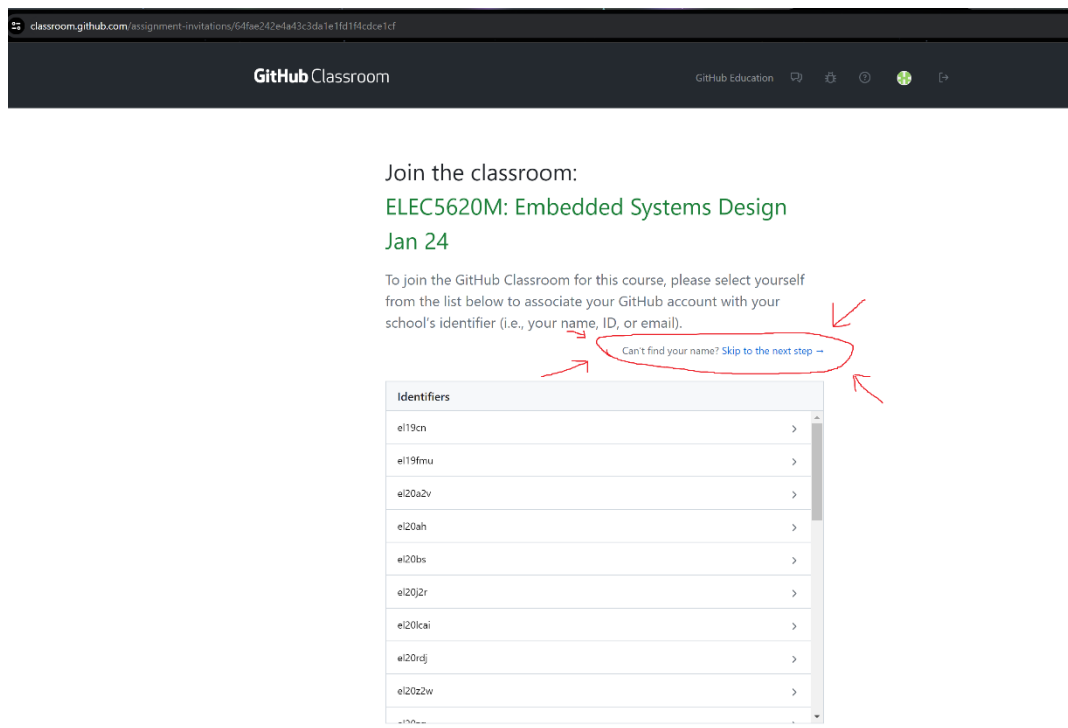 classroom.github.com/assignment-invitations/64fae242e4a43c3da1e1fd1f4cdce1cf
GitHub Classroom
GitHub Education
Join the classroom:
ELEC5620M: Embedded Systems Design
Jan 24
To join the GitHub Classroom for this course, please select yourself
from the list below to associate your GitHub account with your
school's identifier (i.e., your name, ID, or email).
Can't find your name? Skip to the next step →
Identifiers
el19cn
el19fmu
el20a2v
el20ah
el20bs
el20j2r
el20lcai
el20rdj
el20z2w